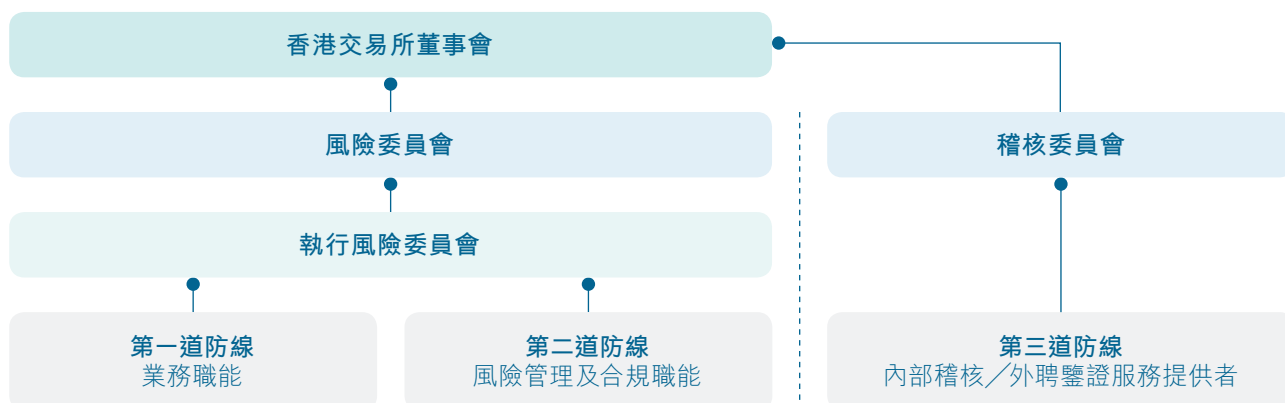 香港交易所董事會
風險委員會
稽核委員會
執行風險委員會
第一道防線
業務職能
第二道防線
風險管理及合規職能
第三道防線
內部稽核╱外聘鑒證服務提供者